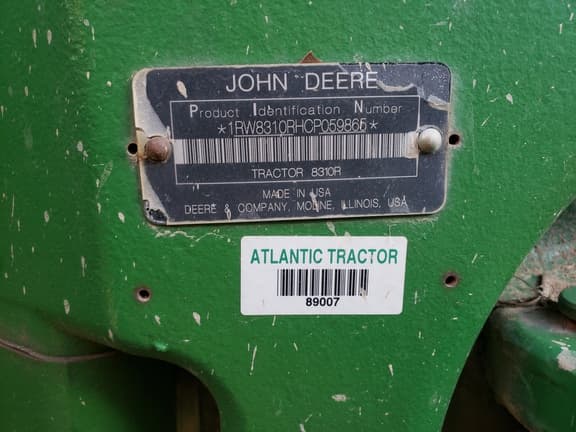 JOHN DEERE
Product Identification Number
*1RW8310RHCP059865*
TRACTOR 8310R
MADE IN USA
DEERE & COMPANY, MOLINE, ILLINOIS, USA
ATLANTIC TRACTOR
89007